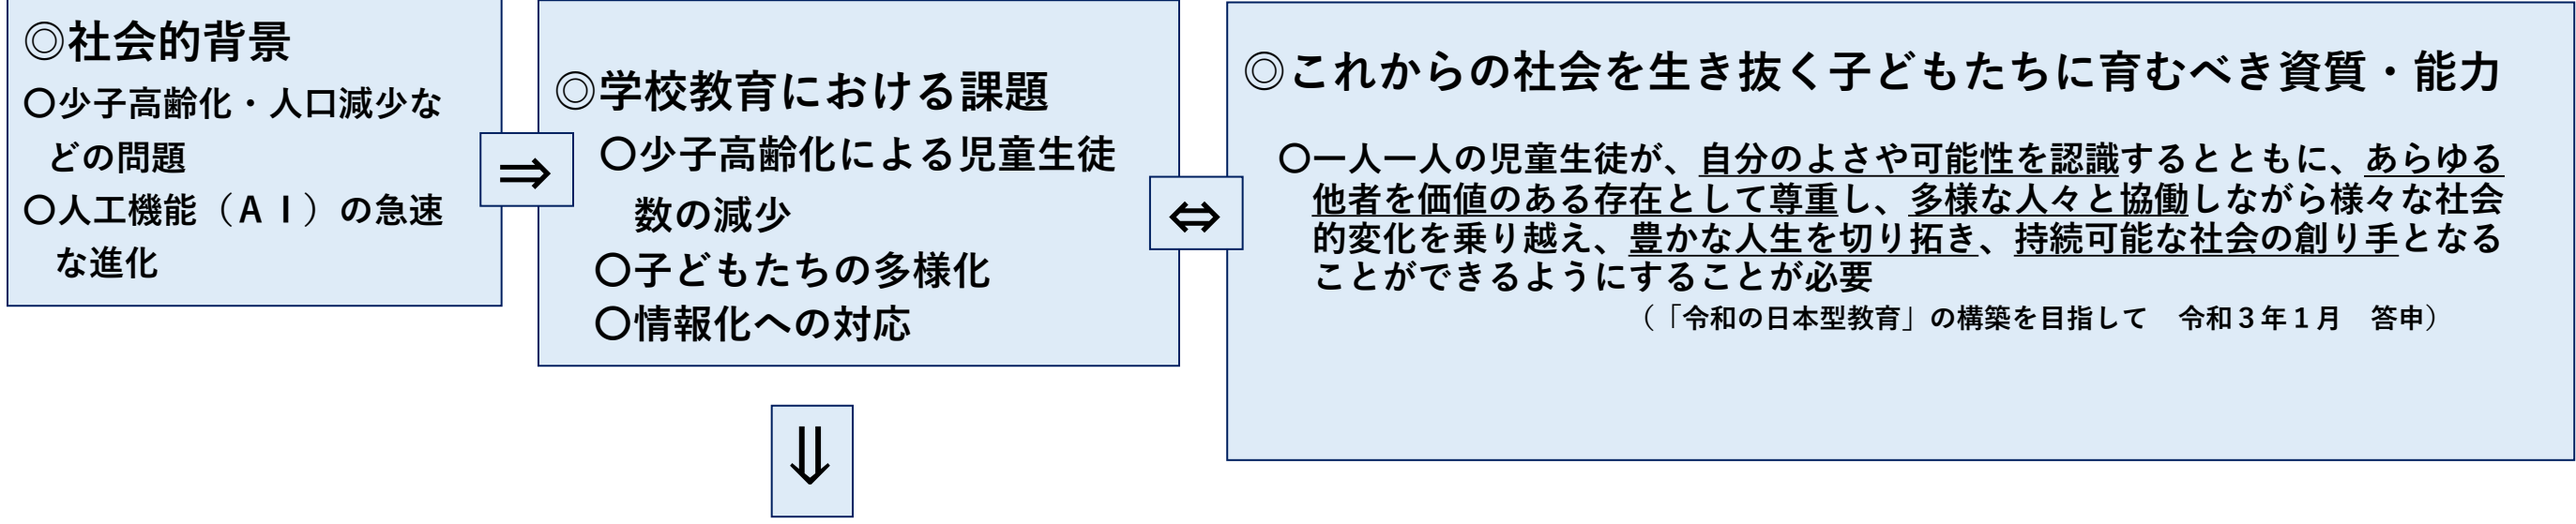 ◎社会的背景
〇少子高齢化・人口減少な
どの問題
〇人工機能（ＡＩ）の急速
な進化
⇒
◎学校教育における課題
〇少子高齢化による児童生徒
数の減少
〇子どもたちの多様化
〇情報化への対応
⇔
◎これからの社会を生き抜く子どもたちに育むべき資質・能力
〇一人一人の児童生徒が、自分のよさや可能性を認識するとともに、あらゆる
他者を価値のある存在として尊重し、多様な人々と協働しながら様々な社会
的変化を乗り越え、豊かな人生を切り拓き、持続可能な社会の創り手となる
ことができるようにすることが必要
（「令和の日本型教育」の構築を目指して　令和３年１月　答申）
⇓